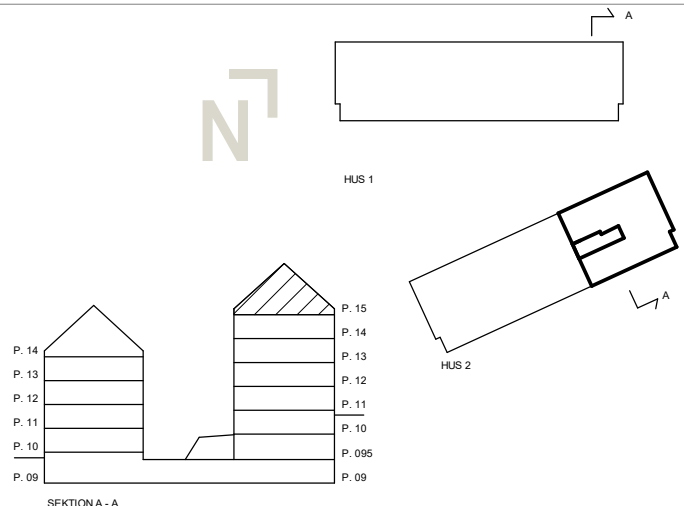 A
N
HUS 1
A
HUS 2
P. 15
P. 14
P. 14
P. 13
P. 13
P. 12
P. 12
P. 11
P. 11
P. 10
P. 10
P. 095
P. 09
P. 09
SEKTION A - A